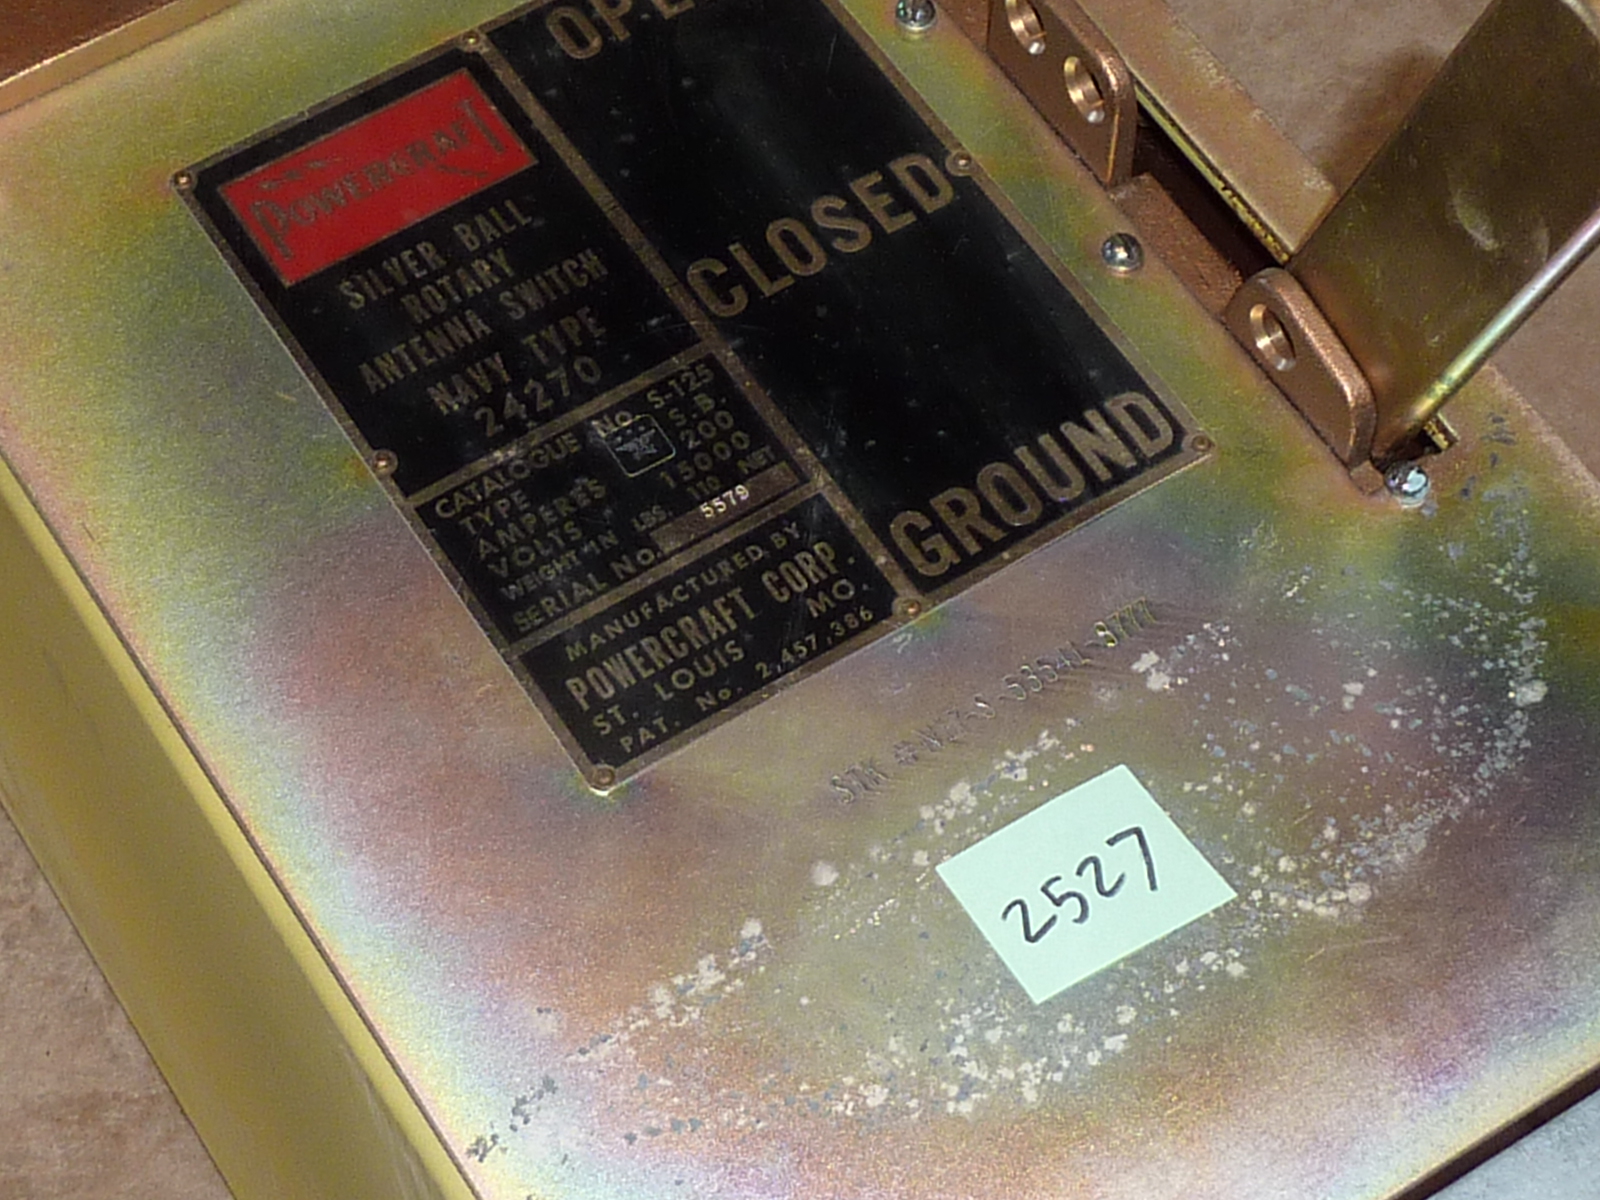 POWERCRAFT
SILVER BALL
ROTARY
ANTENNA SWITCH
NAVY TYPE
24270
CATALOGUE No. S-125
TYPE S.B.
AMPERES 200
VOLTS 15000
WEIGHT IN LBS. 110 NET
SERIAL No. 5579
MANUFACTURED BY
POWERCRAFT CORP.
ST. LOUIS MO.
PAT. No. 2,457,386
OPE
CLOSED
GROUND
STK
2527